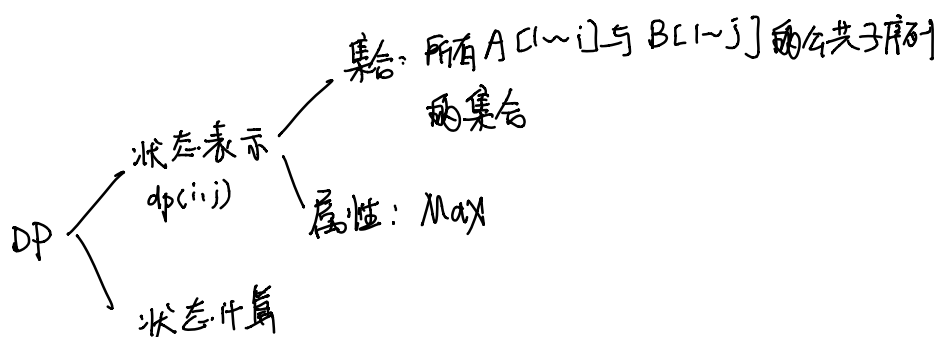 集合：所有A[1~i]与B[1~j]的公共子序列
的集合
状态表示
dp(i,j)
属性：Max
DP
状态计算